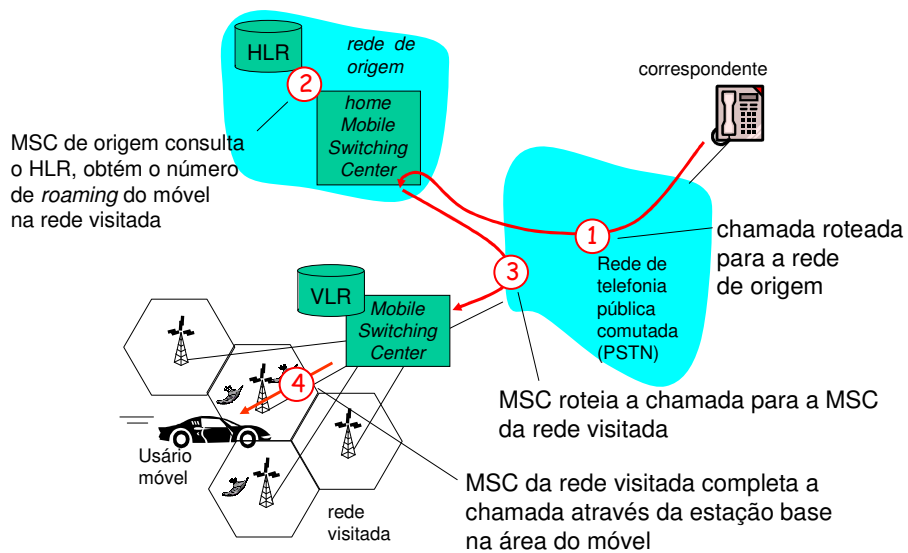 HLR
rede de
origem
2
home
Mobile
Switching
Center
MSC de origem consulta
o HLR, obtém o número
de roaming do móvel
na rede visitada
correspondente
1
chamada roteada
para a rede
de origem
Rede de
telefonia
pública
comutada
(PSTN)
3
VLR
Mobile
Switching
Center
MSC roteia a chamada para a MSC
da rede visitada
4
Usário
móvel
rede
visitada
MSC da rede visitada completa a
chamada através da estação base
na área do móvel